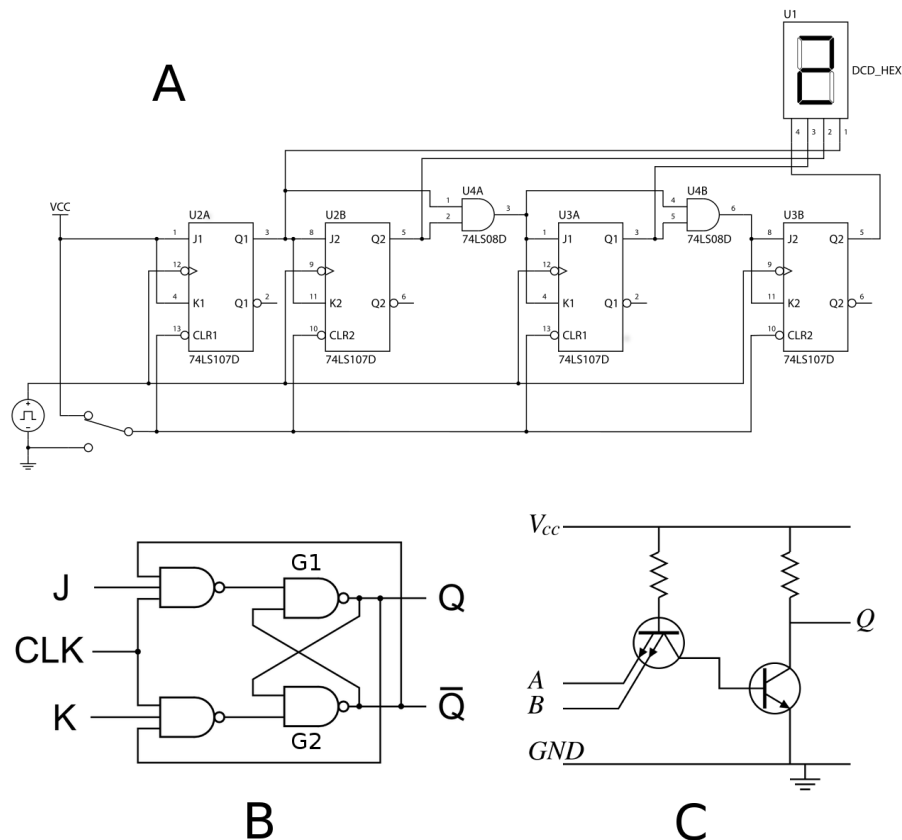 U1
A
DCD_HEX
4 3 2 1
U4A
U4B
VCC
U2A
U2B
1
2
3
74LS08D
U3A
4
5
6
74LS08D
U3B
1 J1 Q1 3
8 J2 Q2 5
1 J1 Q1 3
8 J2 Q2 5
12
9
12
9
4 K1 Q1 2
11 K2 Q2 6
4 K1 Q1 2
11 K2 Q2 6
13 CLR1
10 CLR2
13 CLR1
10 CLR2
74LS107D
74LS107D
74LS107D
74LS107D
G1
J
Q
CLK
K
Q̅
G2
B
Vcc
Q
A
B
GND
C